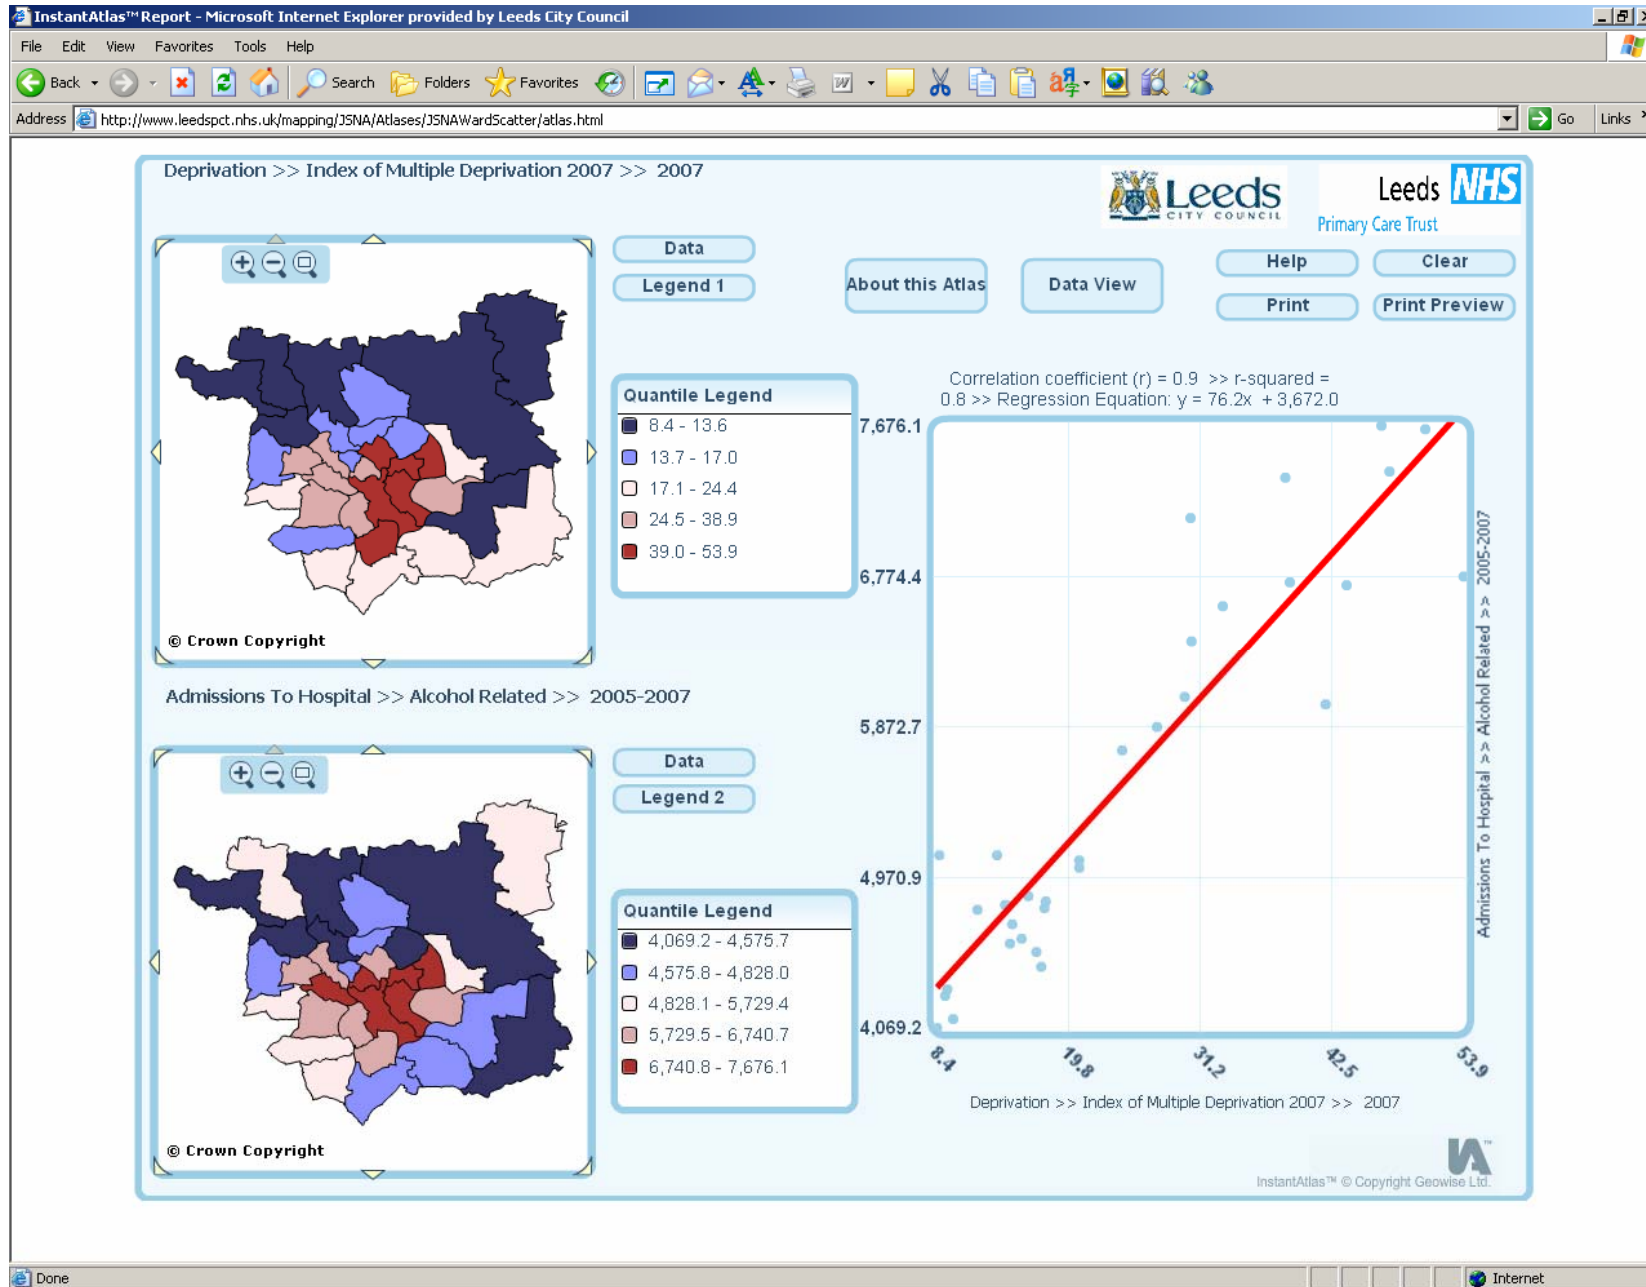 InstantAtlas™ Report - Microsoft Internet Explorer provided by Leeds City Council
File Edit View Favorites Tools Help
Back Search Folders Favorites
Address http://www.leedspct.nhs.uk/mapping/JSNA/Atlases/JSNAWardScatter/atlas.html Go Links
Deprivation >> Index of Multiple Deprivation 2007 >> 2007
Leeds
CITY COUNCIL
Leeds NHS
Primary Care Trust
Data
Legend 1
About this Atlas
Data View
Help
Clear
Print
Print Preview
Quantile Legend
8.4 - 13.6
13.7 - 17.0
17.1 - 24.4
24.5 - 38.9
39.0 - 53.9
© Crown Copyright
Admissions To Hospital >> Alcohol Related >> 2005-2007
Data
Legend 2
Quantile Legend
4,069.2 - 4,575.7
4,575.8 - 4,828.0
4,828.1 - 5,729.4
5,729.5 - 6,740.7
6,740.8 - 7,676.1
© Crown Copyright
Correlation coefficient (r) = 0.9 >> r-squared =
0.8 >> Regression Equation: y = 76.2x + 3,672.0
7,676.1
6,774.4
5,872.7
4,970.9
4,069.2
8.4
19.8
31.2
42.5
53.9
Admissions To Hospital >> Alcohol Related >> 2005-2007
Deprivation >> Index of Multiple Deprivation 2007 >> 2007
IA™
InstantAtlas™ © Copyright Geowise Ltd.
Done
Internet